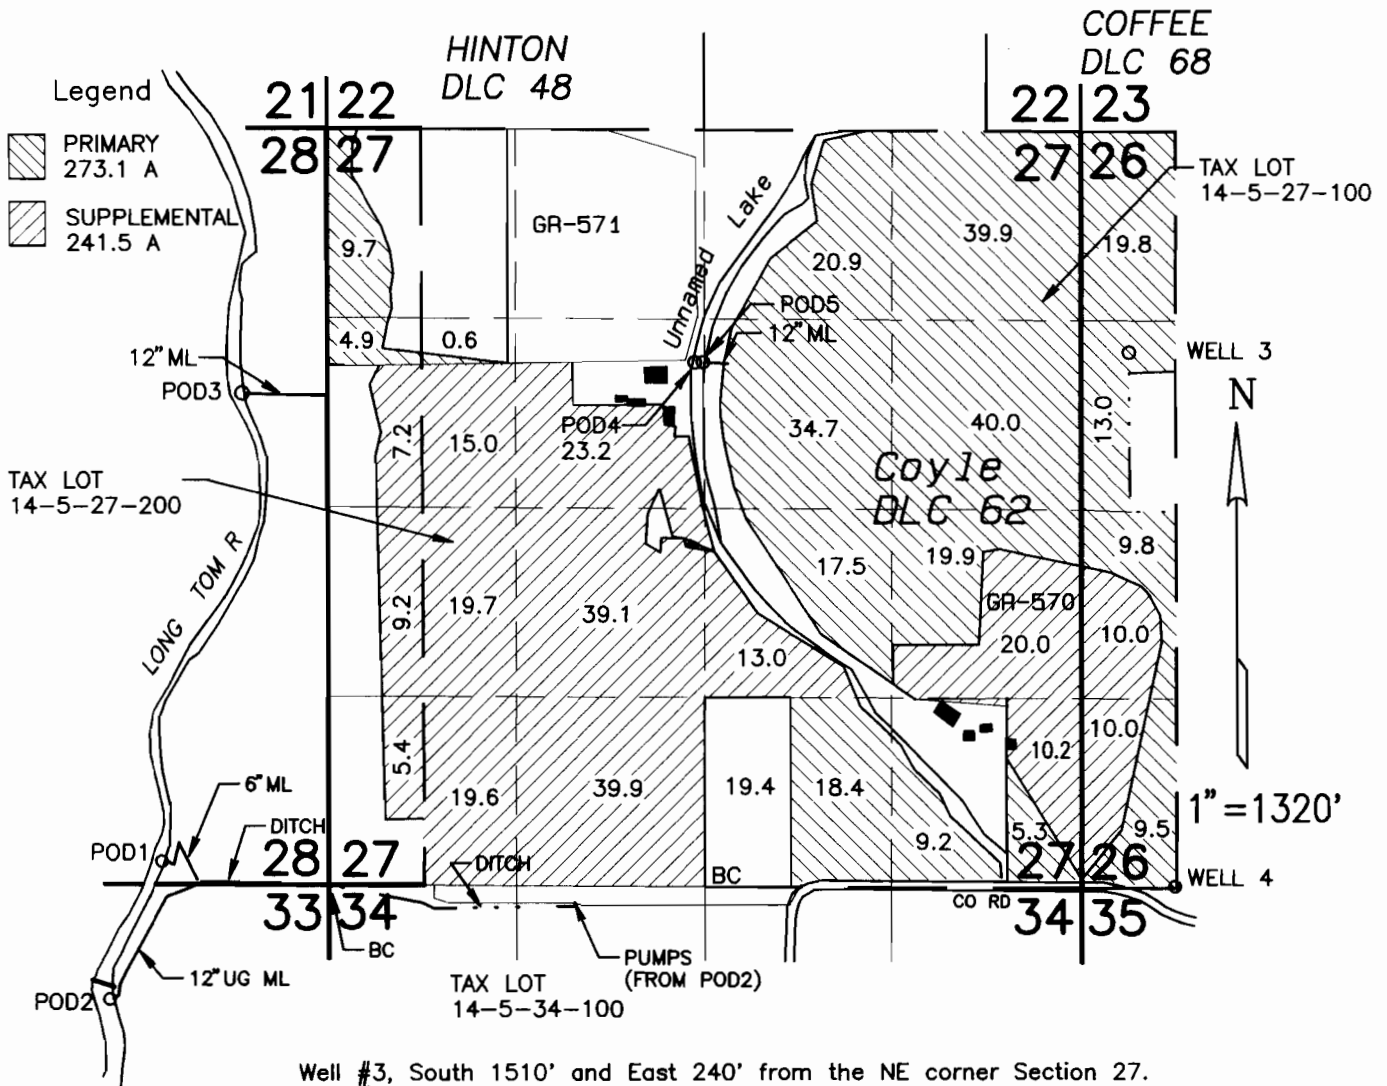 HINTON
DLC 48
COFFEE
DLC 68
Legend
PRIMARY
273.1 A
SUPPLEMENTAL
241.5 A
21 22
28 27
22 23
27 26
TAX LOT
14-5-27-100
GR-571
Unnamed Lake
9.7
4.9
0.6
20.9
39.9
19.8
POD5
12" ML
12" ML
POD3
POD4
WELL 3
N
7.2
15.0
23.2
34.7
40.0
13.0
Coyle
DLC 62
TAX LOT
14-5-27-200
LONG TOM R
9.2
19.7
39.1
13.0
17.5
19.9
9.8
GR-570
20.0
10.0
5.4
19.6
39.9
19.4
18.4
9.2
10.2
10.0
5.3
9.5
1"=1320'
6" ML
DITCH
POD1
28 27
33 34
DITCH
BC
BC
CO RD
27 26
34 35
WELL 4
12" UG ML
POD2
PUMPS
(FROM POD2)
TAX LOT
14-5-34-100
Well #3, South 1510' and East 240' from the NE corner Section 27.